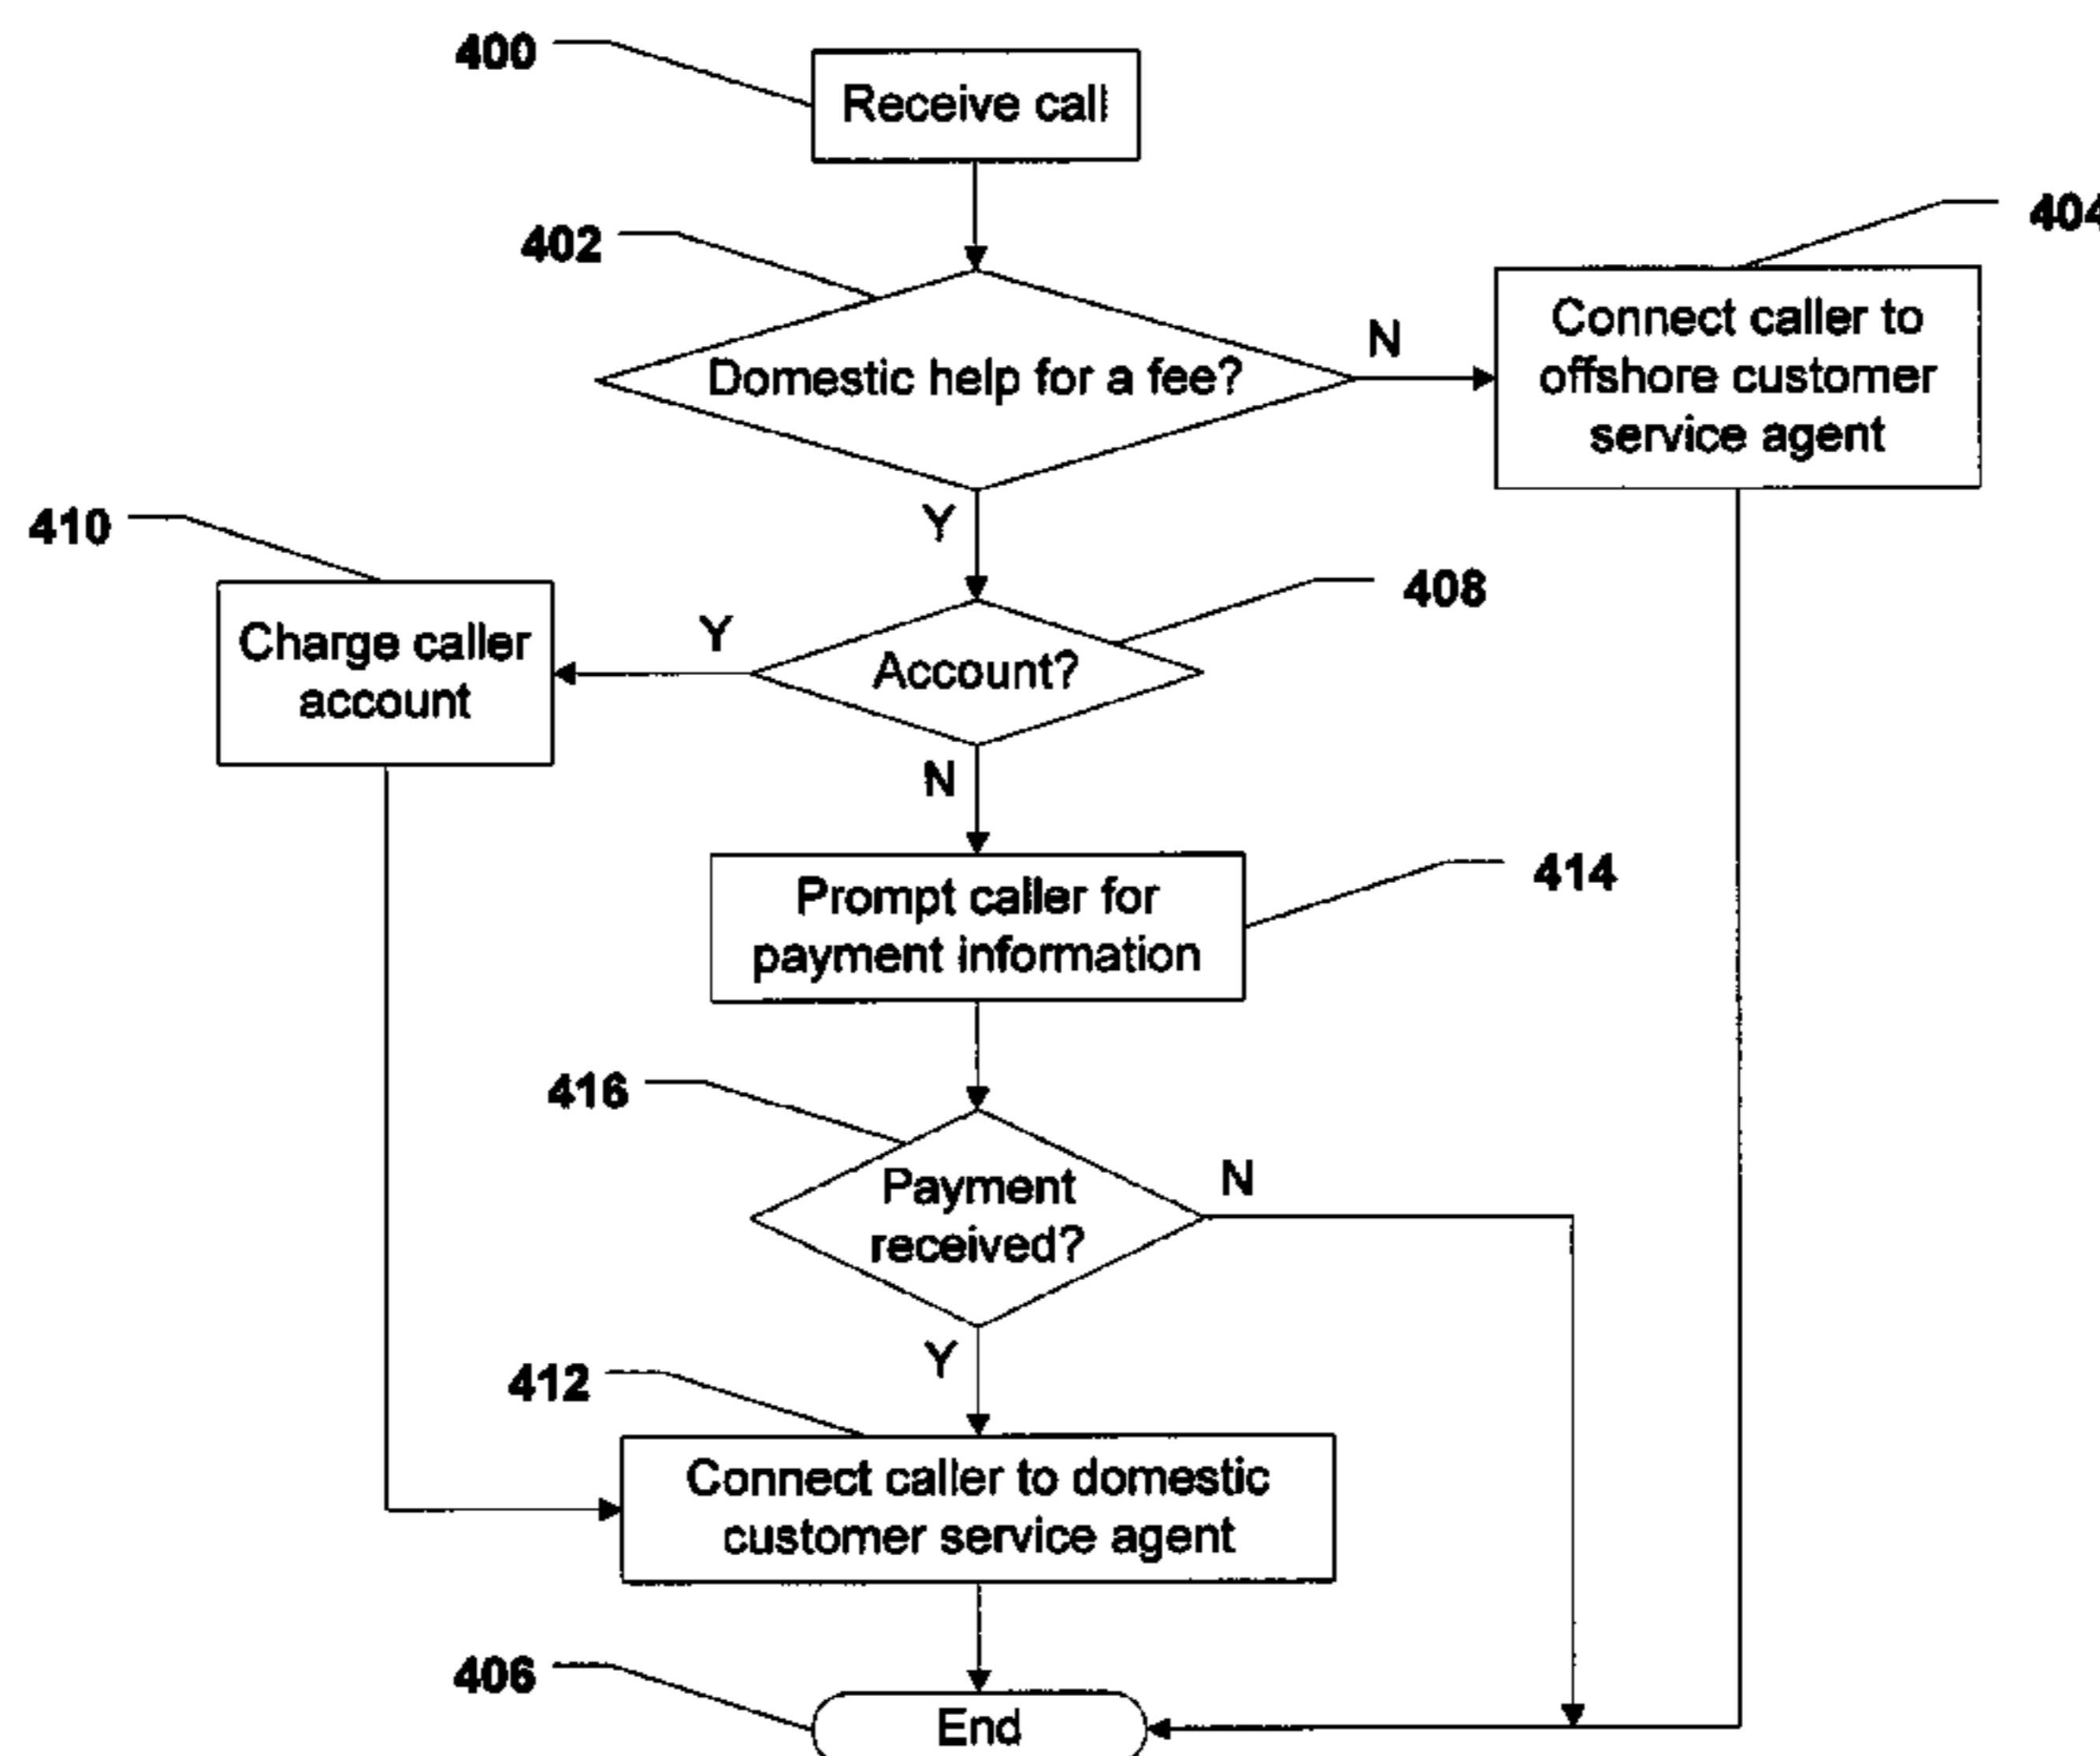 400
Receive call
402
404
Domestic help for a fee?
N
Connect caller to
offshore customer
service agent
Y
410
408
Charge caller
account
Y
Account?
N
Prompt caller for
payment information
414
416
Payment
received?
N
Y
412
Connect caller to domestic
customer service agent
406
End